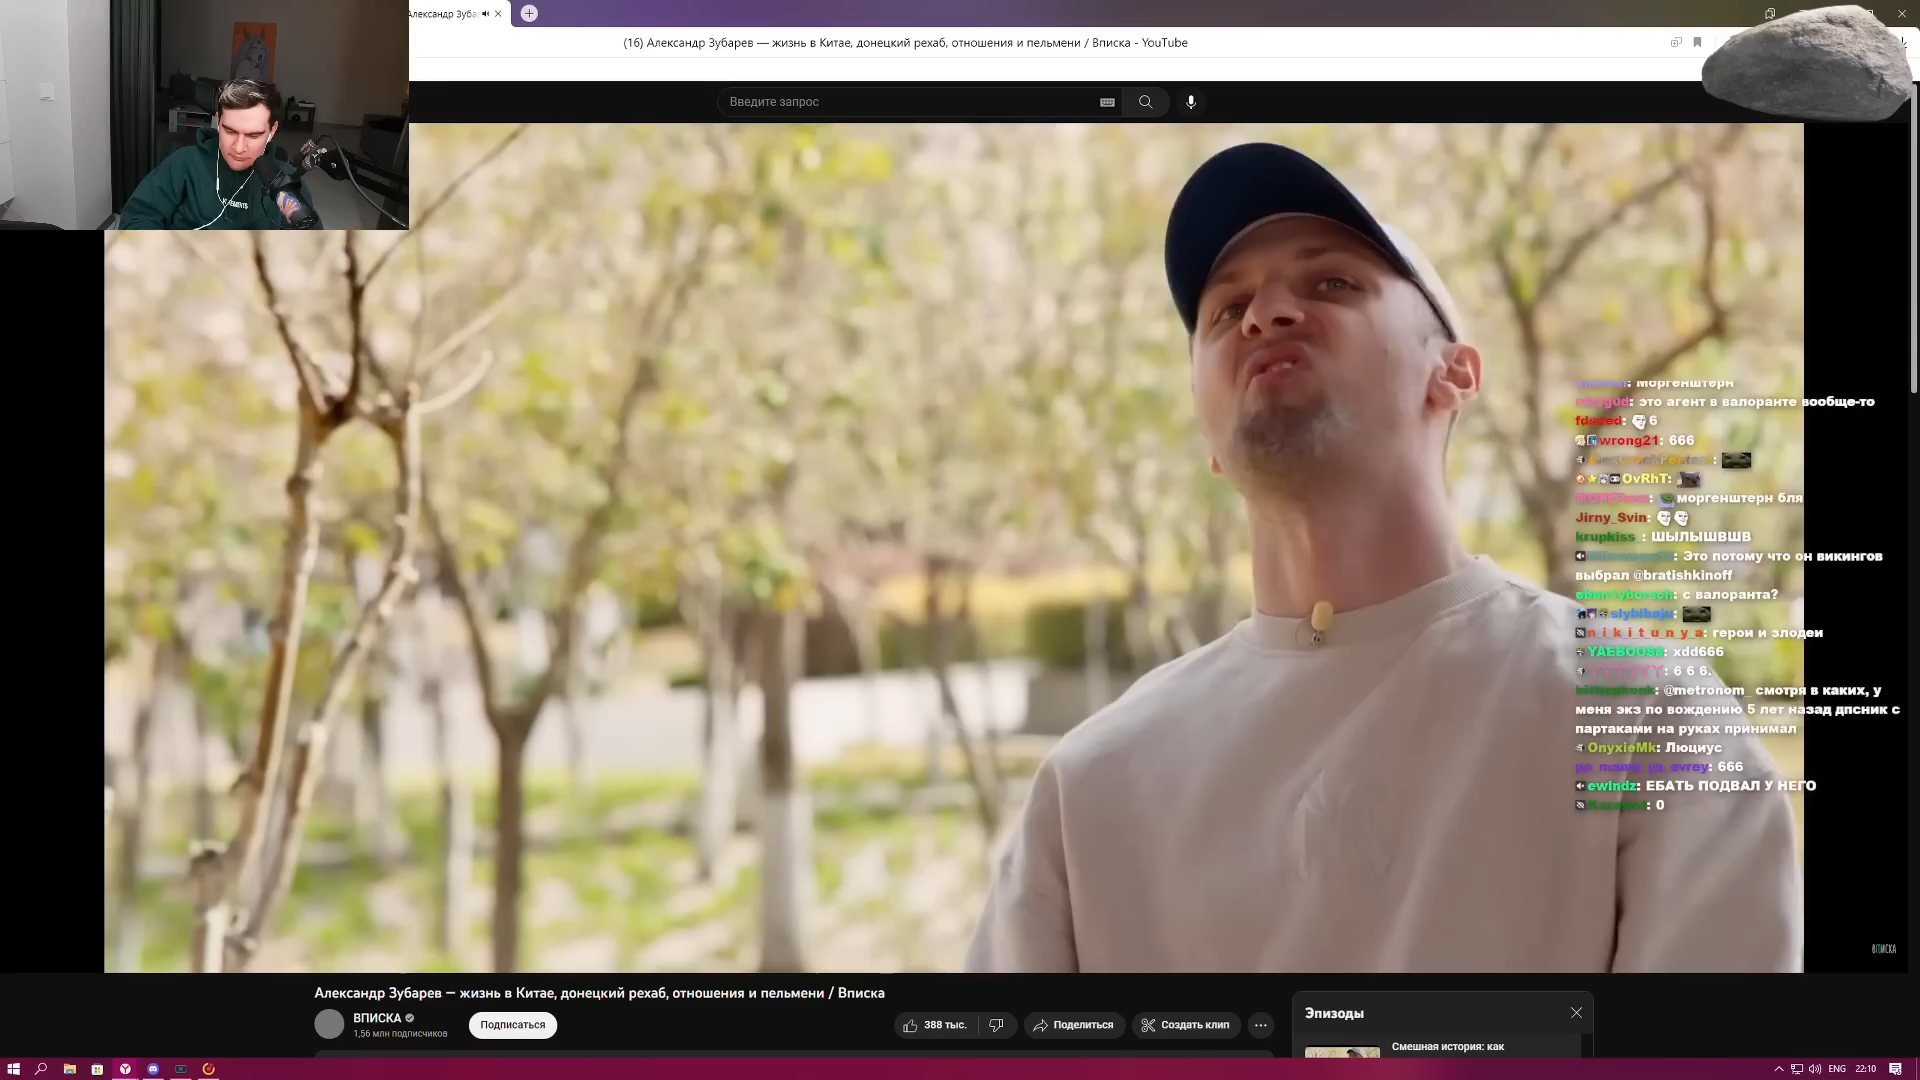 Александр Зуба
(16) Александр Зубарев — жизнь в Китае, донецкий рехаб, отношения и пельмени / Вписка - YouTube
Введите запрос
: Моргенштерн
: это агент в валоранте вообще-то
: 6
wrong21: 666
OvRhT:
: моргенштерн бля
Jirny_Svin:
krupkiss : ШЫЛЫШВШВ
: Это потому что он викингов
выбрал @bratishkinoff
: с валоранта?
slybibaju:
n_i_k_i_t_u_n_y_a: герои и злодеи
YAEBOO88: xdd666
: 6 6 6.
: @metronom_ смотря в каких, у
меня экз по вождению 5 лет назад дпсник с
партаками на руках принимал
OnyxieMk: Люциус
po_mame_ya_evrey: 666
ewindz: ЕБАТЬ ПОДВАЛ У НЕГО
: 0
ВПИСКА
Александр Зубарев — жизнь в Китае, донецкий рехаб, отношения и пельмени / Вписка
ВПИСКА
1,56 млн подписчиков
Подписаться
388 тыс.
Поделиться
Создать клип
Эпизоды
Смешная история: как
ENG
22:10